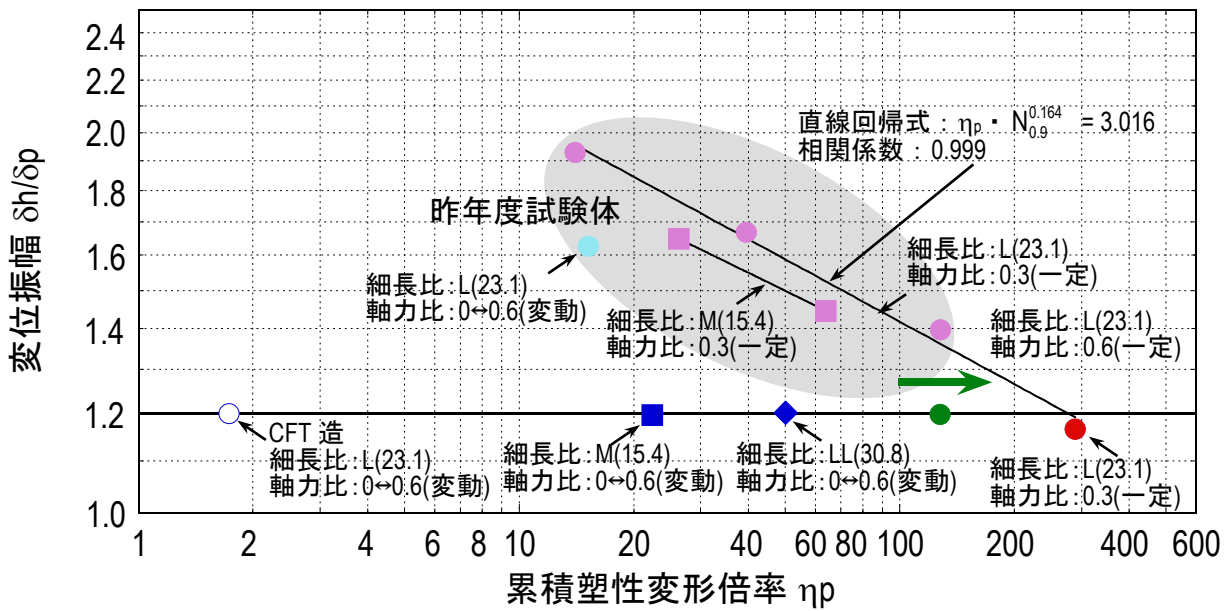 変位振幅 δh/δp
2.4
2.2
2.0
1.8
1.6
1.4
1.2
1.0
直線回帰式 : ηp・N0.9^0.164 = 3.016
相関係数 : 0.999
昨年度試験体
細長比:L(23.1)
軸力比:0↔0.6(変動)
細長比:M(15.4)
軸力比:0.3(一定)
細長比:L(23.1)
軸力比:0.3(一定)
細長比:L(23.1)
軸力比:0.6(一定)
CFT 造
細長比:L(23.1)
軸力比:0↔0.6(変動)
細長比:M(15.4)
軸力比:0↔0.6(変動)
細長比:LL(30.8)
軸力比:0↔0.6(変動)
細長比:L(23.1)
軸力比:0.3(一定)
1 2 4 6 8 10 20 40 60 80 100 200 400 600
累積塑性変形倍率 ηp